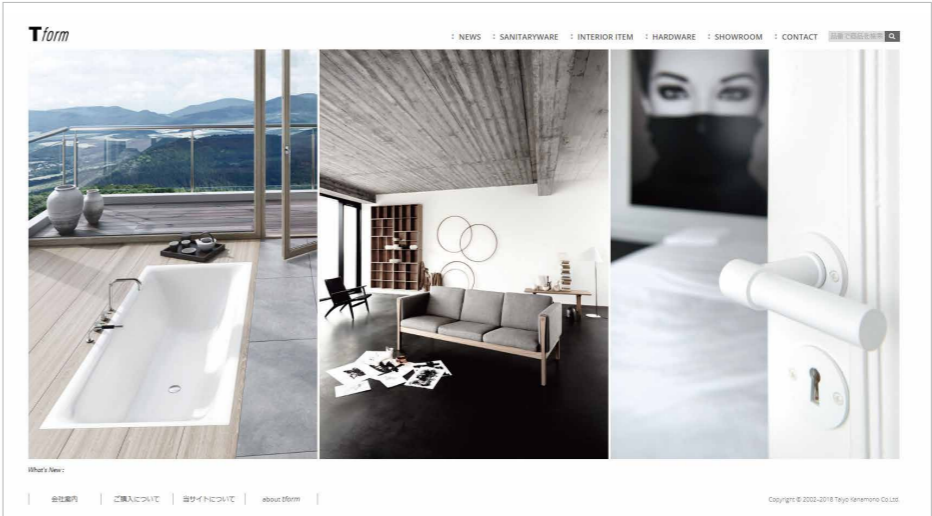 Tform
: NEWS : SANITARYWARE : INTERIOR ITEM : HARDWARE : SHOWROOM : CONTACT 品番で商品を検索
What's New :
会社案内 | ご購入について | 当サイトについて | about tform |
Copyright © 2002-2018 Taiyo Kanamono Co.Ltd.